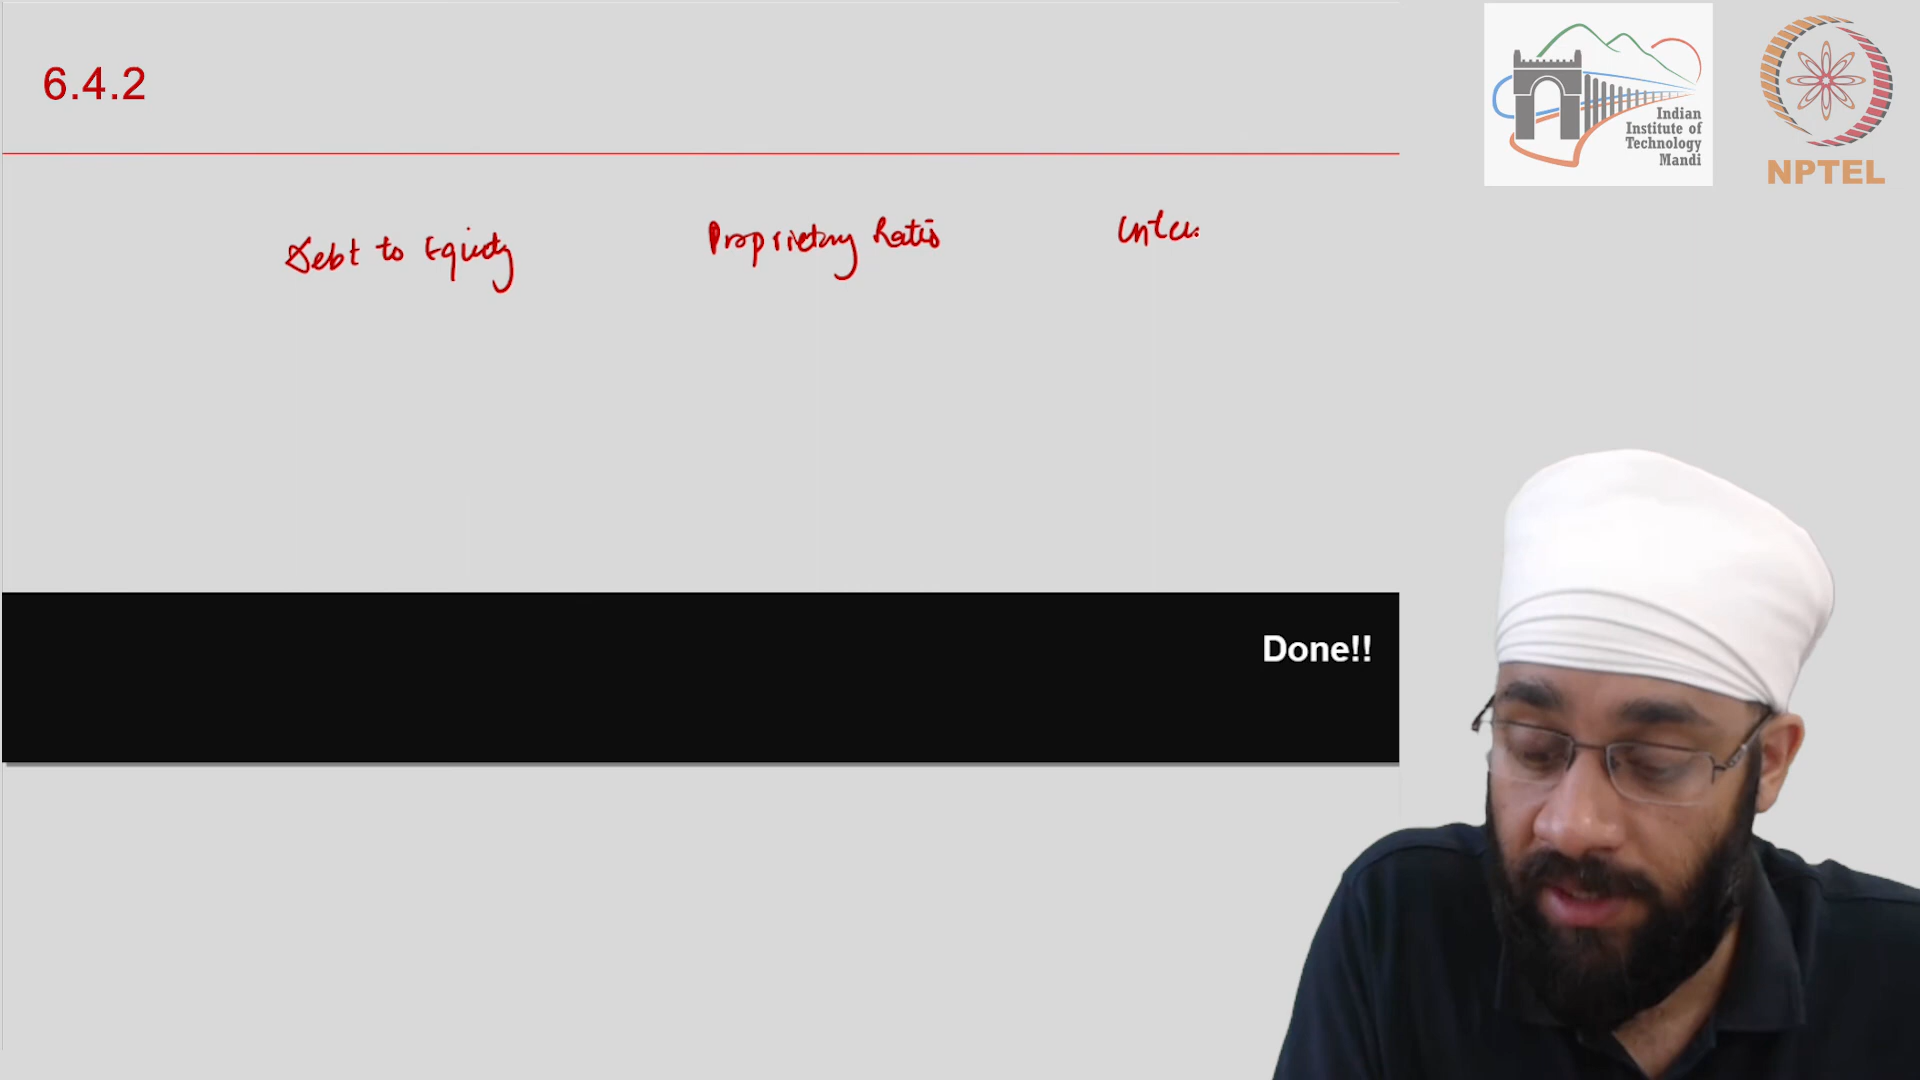 6.4.2
Indian
Institute of
Technology
Mandi
NPTEL
Debt to Equity Proprietary Ratio
Done!!